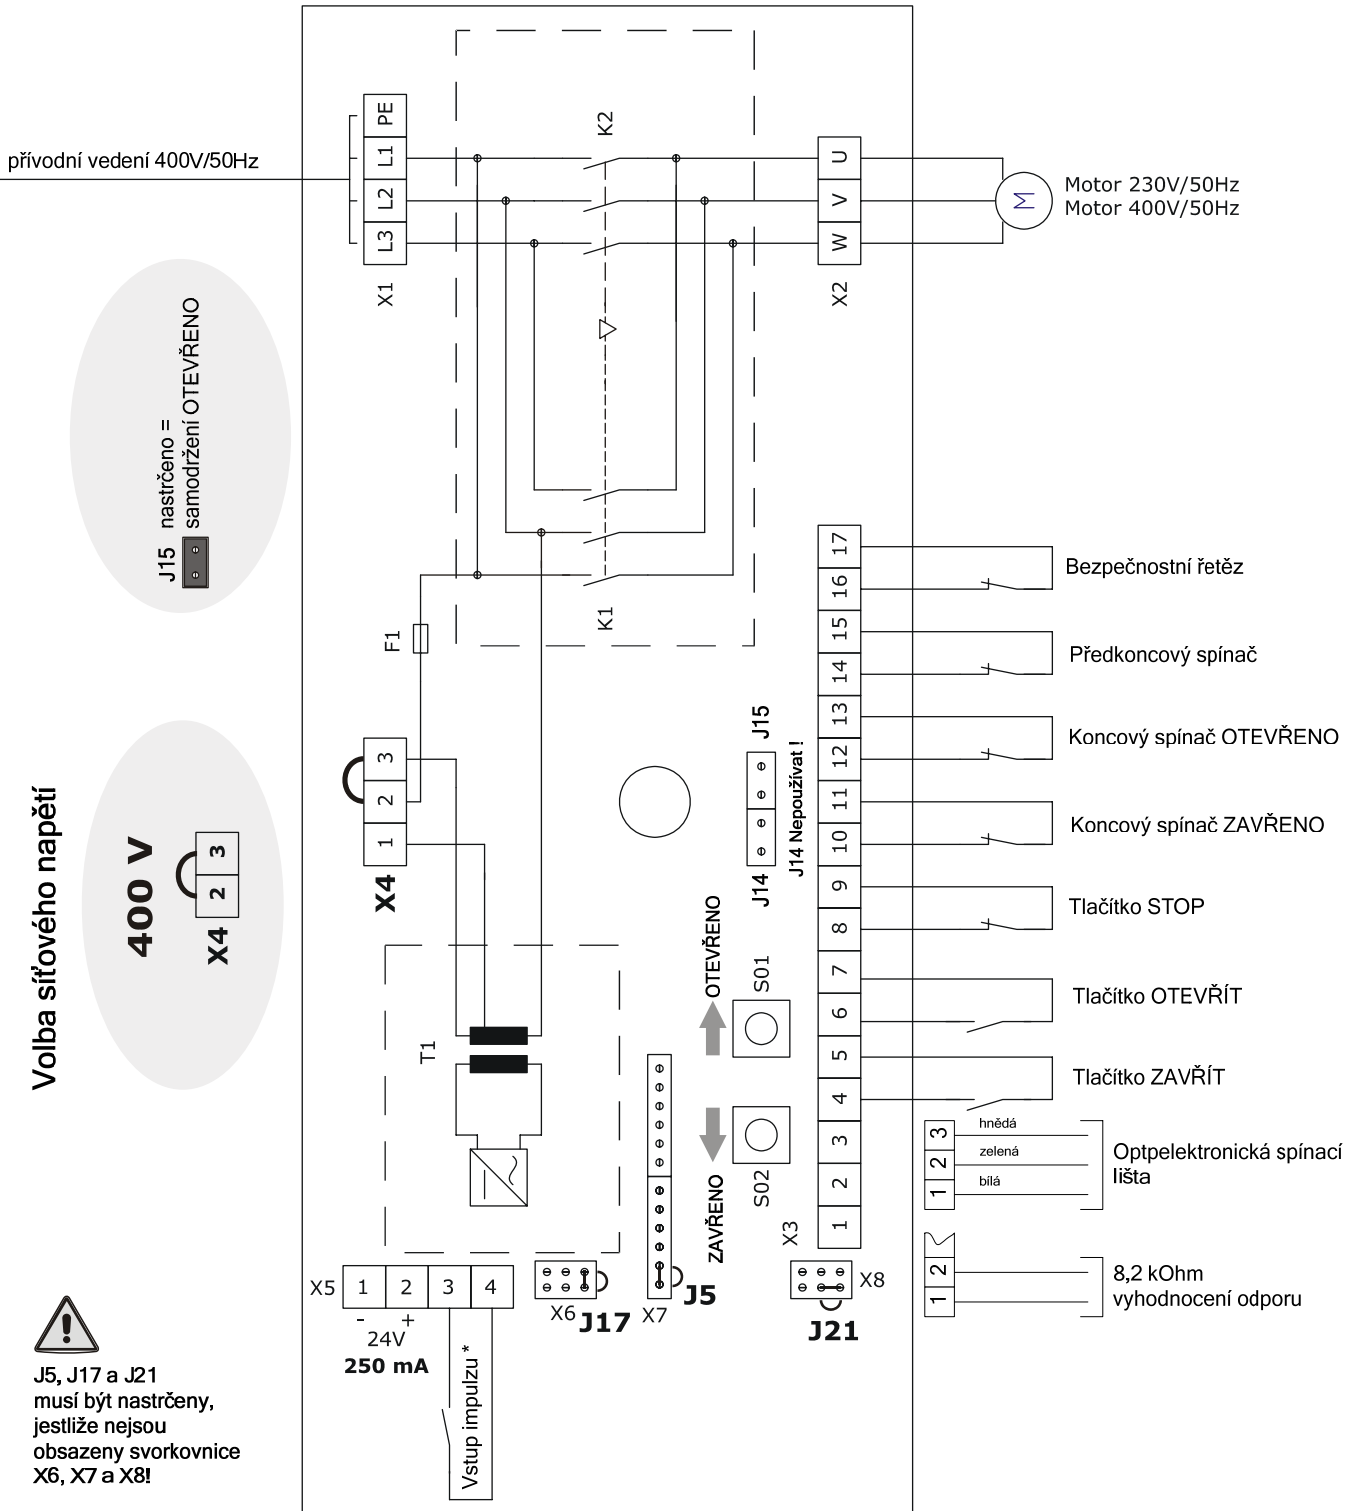 přívodní vedení 400V/50Hz
PE
L1
L2
L3
X1
K2
U
V
W
X2
M
Motor 230V/50Hz
Motor 400V/50Hz
J15
nastrčeno =
samodržení OTEVŘENO
F1
K1
17
16
15
14
13
12
11
10
9
8
7
6
5
4
3
2
1
X3
Bezpečnostní řetěz
Předkoncový spínač
Koncový spínač OTEVŘENO
Koncový spínač ZAVŘENO
Tlačítko STOP
Tlačítko OTEVŘÍT
Tlačítko ZAVŘÍT
Volba síťového napětí
400 V
X4
2
3
3
2
1
X4
J15
J14
J14 Nepoužívat !
OTEVŘENO
S01
ZAVŘENO
S02
T1
3
2
1
hnědá
zelená
bílá
Optpelektronická spínací
lišta
2
1
8,2 kOhm
vyhodnocení odporu
X5
1
2
3
4
- +
24V
250 mA
Vstup impulzu *
X6
J17
X7
J5
X8
J21
J5, J17 a J21
musí být nastrčeny,
jestliže nejsou
obsazeny svorkovnice
X6, X7 a X8!